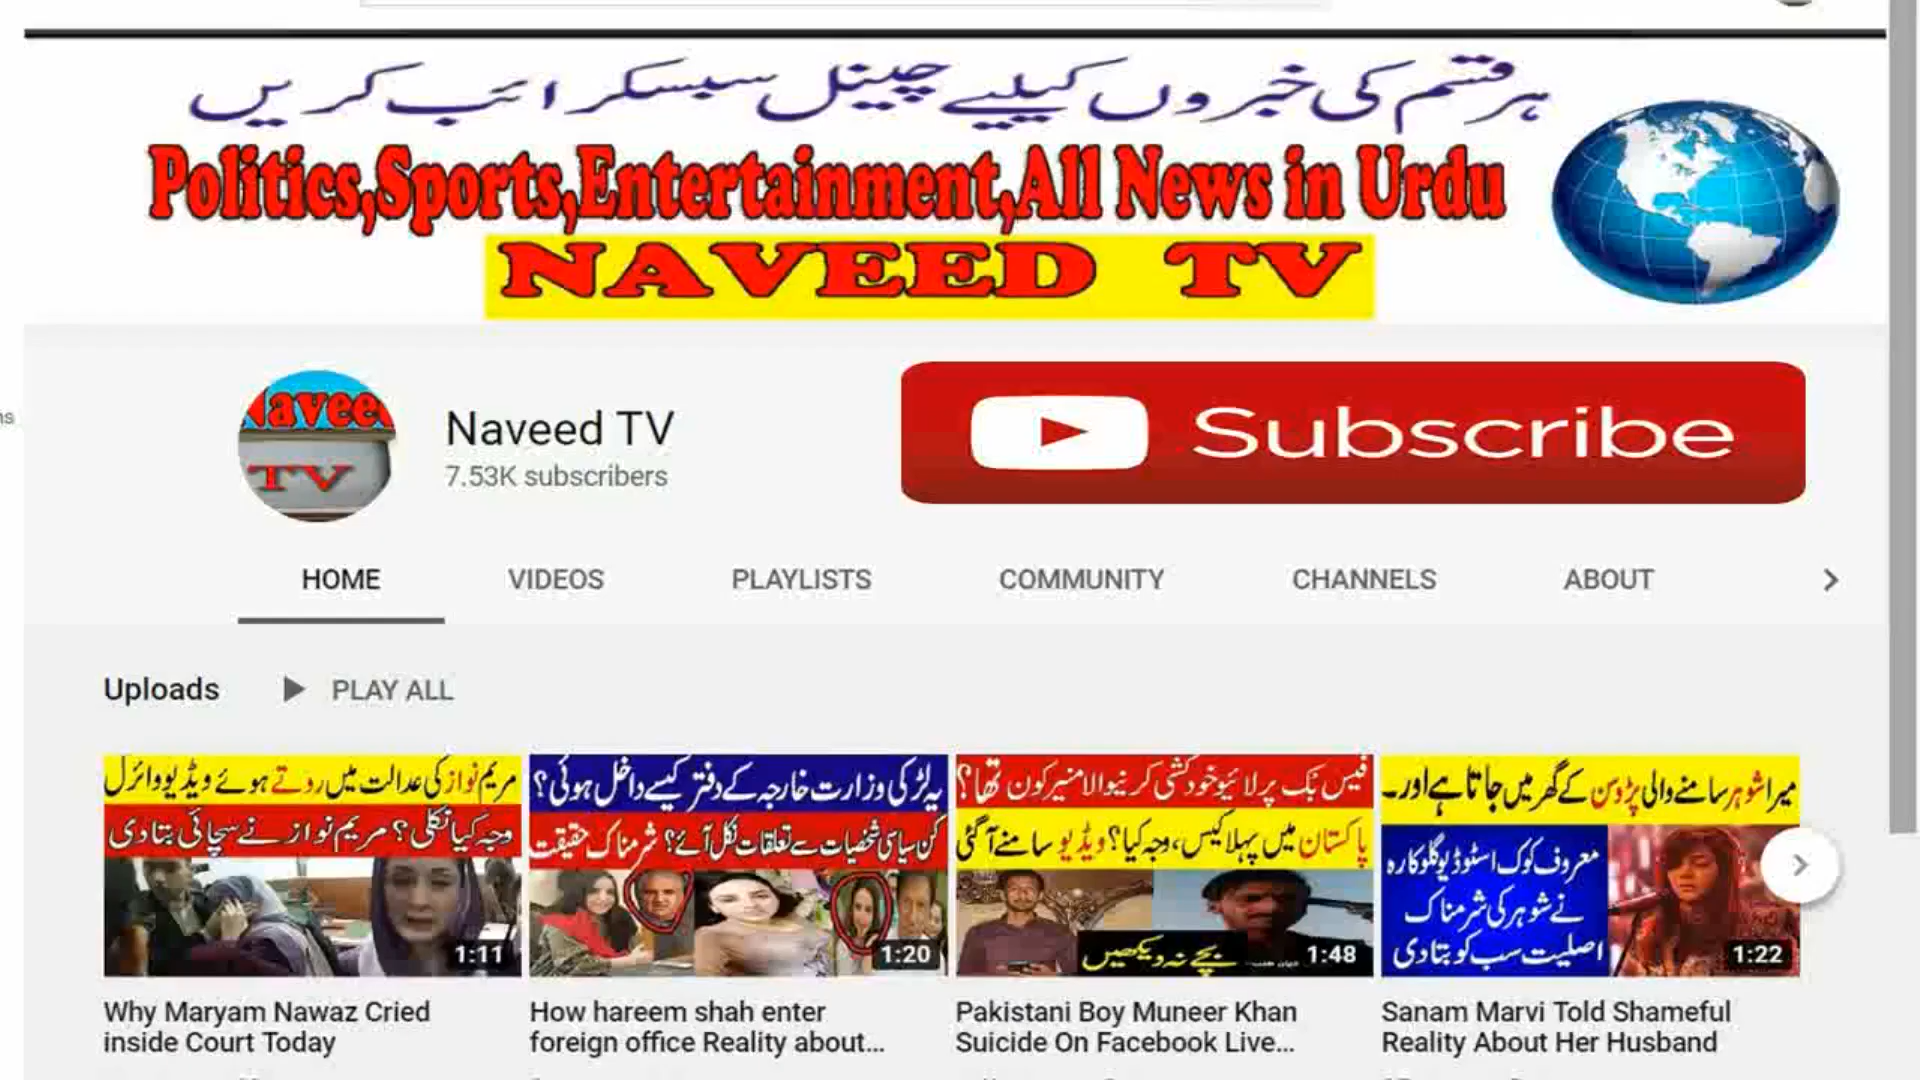 ہر قسم کی خبروں کیلیے چینل سبسکرائب کریں
Politics,Sports,Entertainment,All News in Urdu
NAVEED TV
Naveed
TV
Naveed TV
7.53K subscribers
Subscribe
HOME VIDEOS PLAYLISTS COMMUNITY CHANNELS ABOUT
Uploads PLAY ALL
مریم نواز کی عدالت میں روتے ہوئے ویڈیو وائرل
وجہ کیا نکلی؟ مریم نواز نے سچائی بتا دی
1:11
Why Maryam Nawaz Cried
inside Court Today
یہ لڑکی وزارت خارجہ کے دفتر کیسے داخل ہوئی؟
کن سیاسی شخصیات سے تعلقات نکل آئے؟ شرمناک حقیقت
1:20
How hareem shah enter
foreign office Reality about...
فیس بک پر لائیو خودکشی کرنیوالا منیر کون تھا؟
پاکستان میں پہلا کیس، وجہ کیا؟ ویڈیو سامنے آ گئی
بچے نہ دیکھیں
1:48
Pakistani Boy Muneer Khan
Suicide On Facebook Live...
میرا شوہر سامنے والی پڑوسن کے گھر میں جاتا ہے اور۔
معروف کوک اسٹوڈیو گلوکارہ
نے شوہر کی شرمناک
اصلیت سب کو بتا دی
1:22
Sanam Marvi Told Shameful
Reality About Her Husband